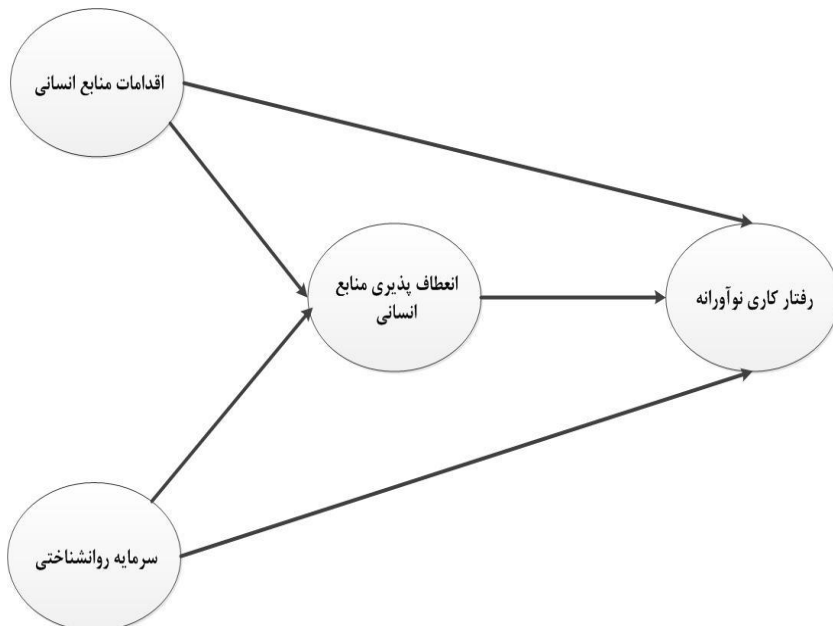 اقدامات منابع انسانی
انعطاف پذیری منابع
انسانی
رفتار کاری نوآورانه
سرمایه روانشناختی